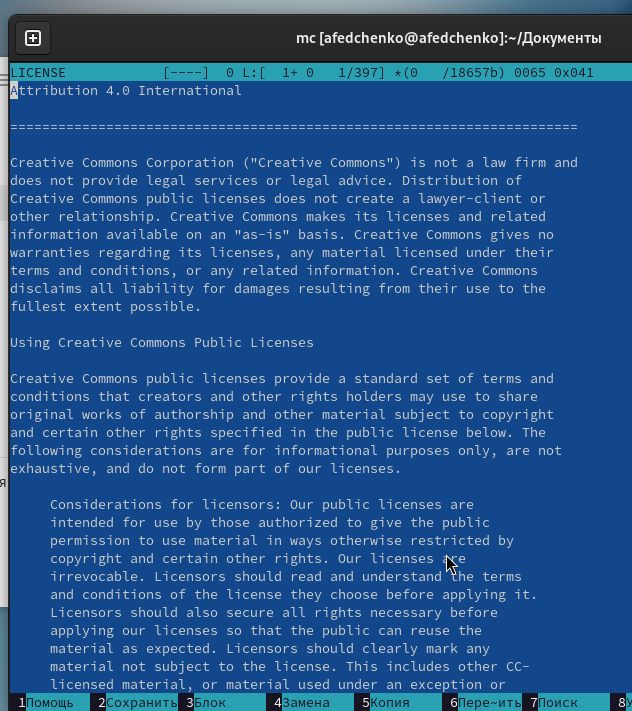 mc [afedchenko@afedchenko]:~/Документы
LICENSE [----] 0 L:[ 1+ 0 1/397] *(0 /18657b) 0065 0x041
Attribution 4.0 International
=======================================================================
Creative Commons Corporation ("Creative Commons") is not a law firm and
does not provide legal services or legal advice. Distribution of
Creative Commons public licenses does not create a lawyer-client or
other relationship. Creative Commons makes its licenses and related
information available on an "as-is" basis. Creative Commons gives no
warranties regarding its licenses, any material licensed under their
terms and conditions, or any related information. Creative Commons
disclaims all liability for damages resulting from their use to the
fullest extent possible.
Using Creative Commons Public Licenses
Creative Commons public licenses provide a standard set of terms and
conditions that creators and other rights holders may use to share
original works of authorship and other material subject to copyright
and certain other rights specified in the public license below. The
following considerations are for informational purposes only, are not
exhaustive, and do not form part of our licenses.
Considerations for licensors: Our public licenses are
intended for use by those authorized to give the public
permission to use material in ways otherwise restricted by
copyright and certain other rights. Our licenses are
irrevocable. Licensors should read and understand the terms
and conditions of the license they choose before applying it.
Licensors should also secure all rights necessary before
applying our licenses so that the public can reuse the
material as expected. Licensors should clearly mark any
material not subject to the license. This includes other CC-
licensed material, or material used under an exception or
1Помощь 2Сохранить 3Блок 4Замена 5Копия 6Пере~ить 7Поиск 8